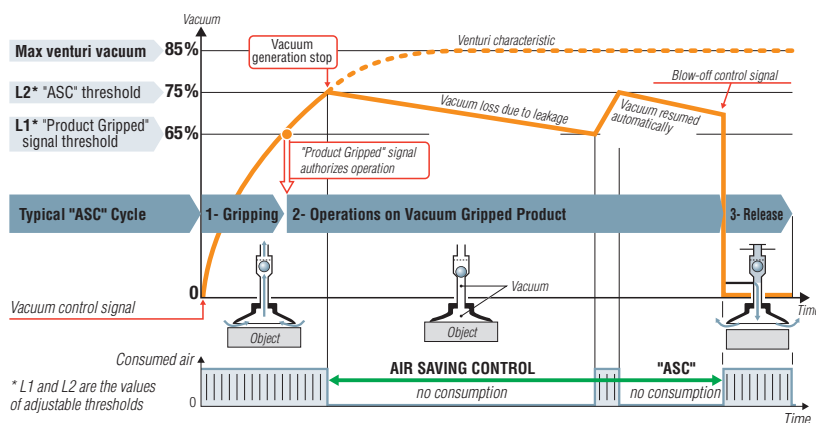 Vacuum
Max venturi vacuum
85%
Vacuum
generation stop
Venturi characteristic
L2* "ASC" threshold
75%
Blow-off control signal
Vacuum loss due to leakage
Vacuum resumed
automatically
L1* "Product Gripped"
signal threshold
65%
"Product Gripped" signal
authorizes operation
Typical "ASC" Cycle
1- Gripping
2- Operations on Vacuum Gripped Product
3- Release
0
Vacuum
Time
Vacuum control signal
Object
Object
Consumed air
AIR SAVING CONTROL
"ASC"
no consumption
no consumption
* L1 and L2 are the values
of adjustable thresholds
0
Time